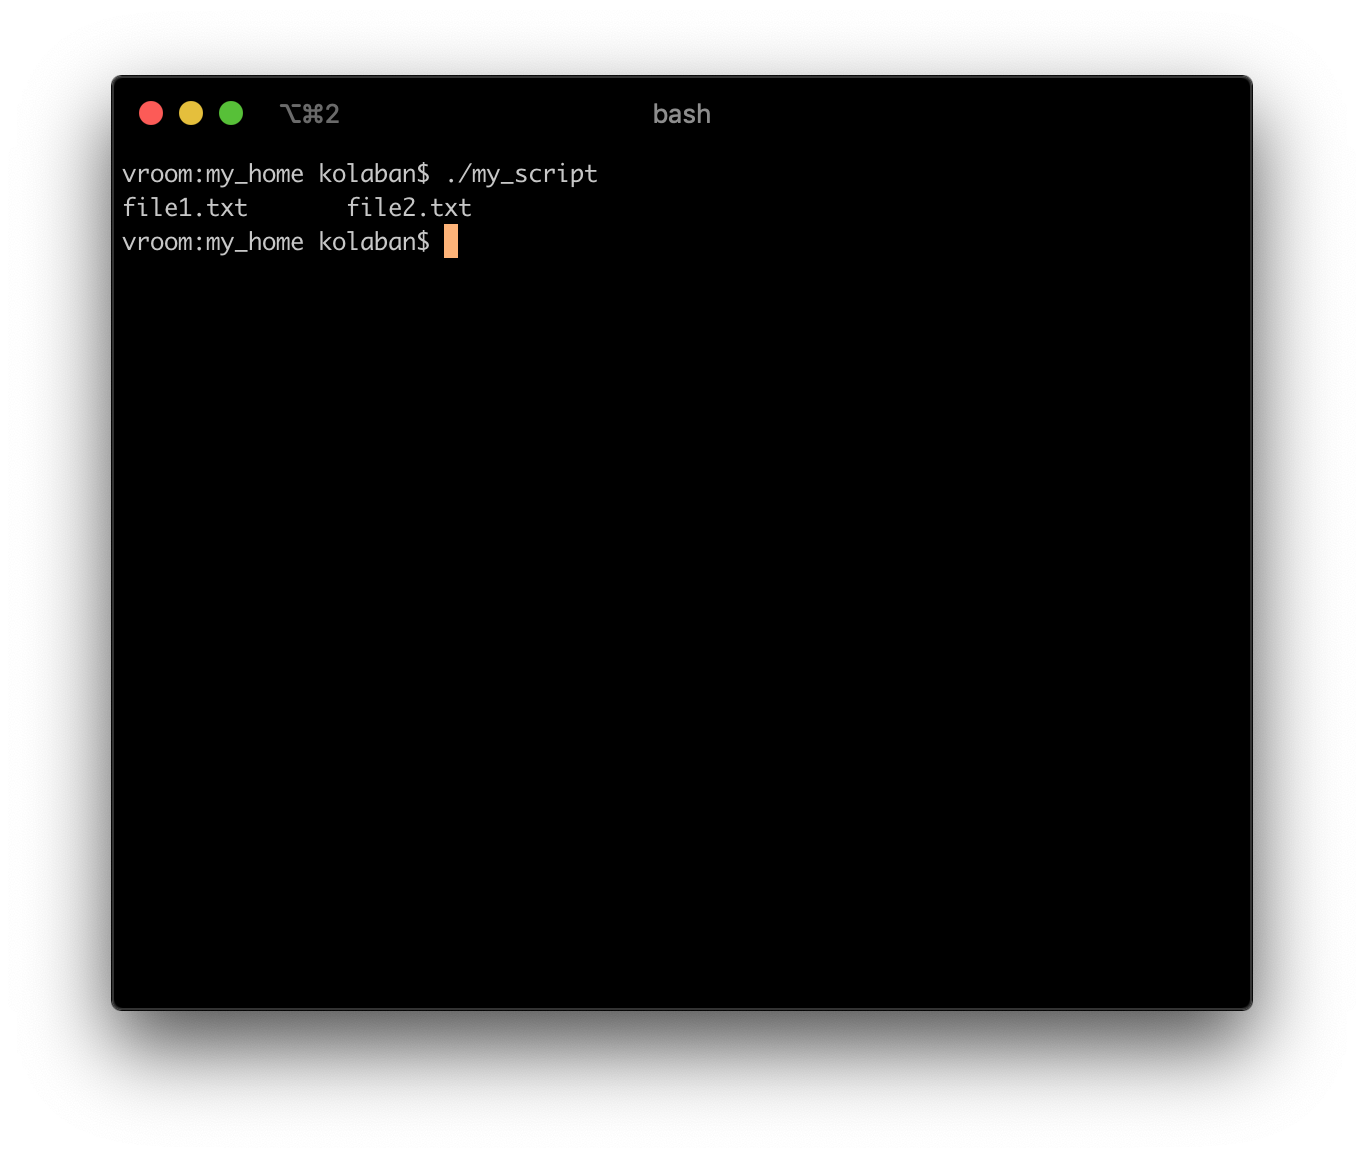 ⌥⌘2 bash
vroom:my_home kolaban$ ./my_script
file1.txt       file2.txt
vroom:my_home kolaban$